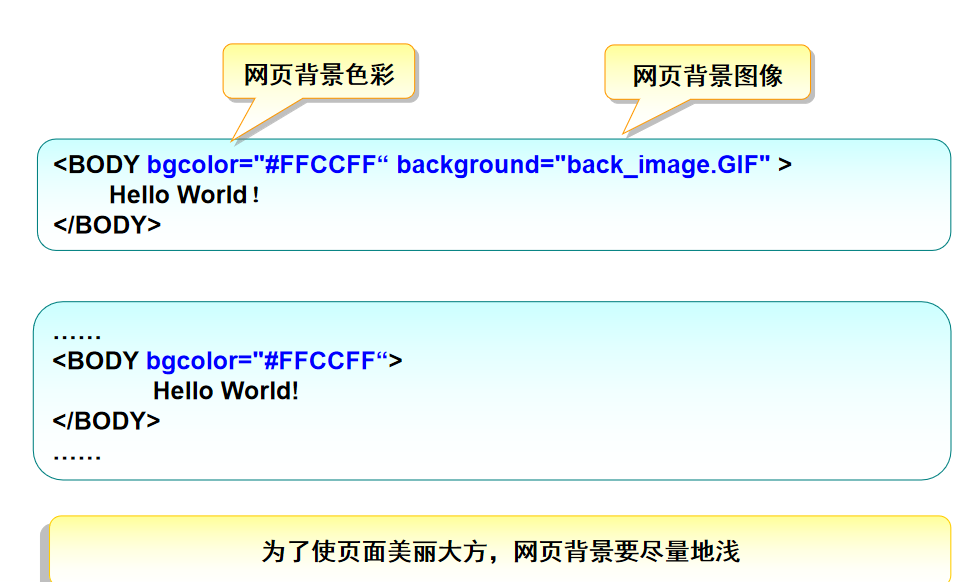 网页背景色彩
网页背景图像
<BODY bgcolor="#FFCCFF“ background="back_image.GIF" >
Hello World！
</BODY>
……
<BODY bgcolor="#FFCCFF“>
Hello World!
</BODY>
……
为了使页面美丽大方，网页背景要尽量地浅